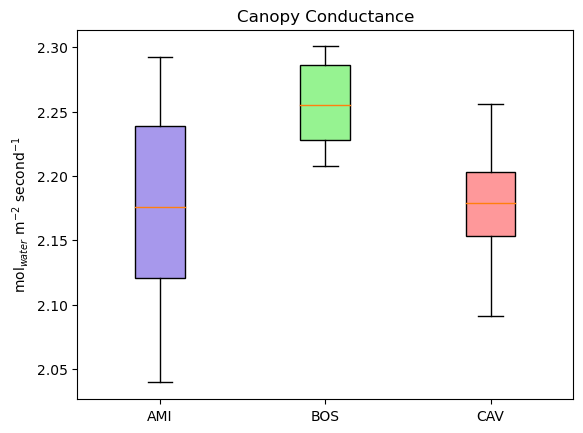 Canopy Conductance
mol_water m⁻² second⁻¹
2.30
2.25
2.20
2.15
2.10
2.05
AMI BOS CAV